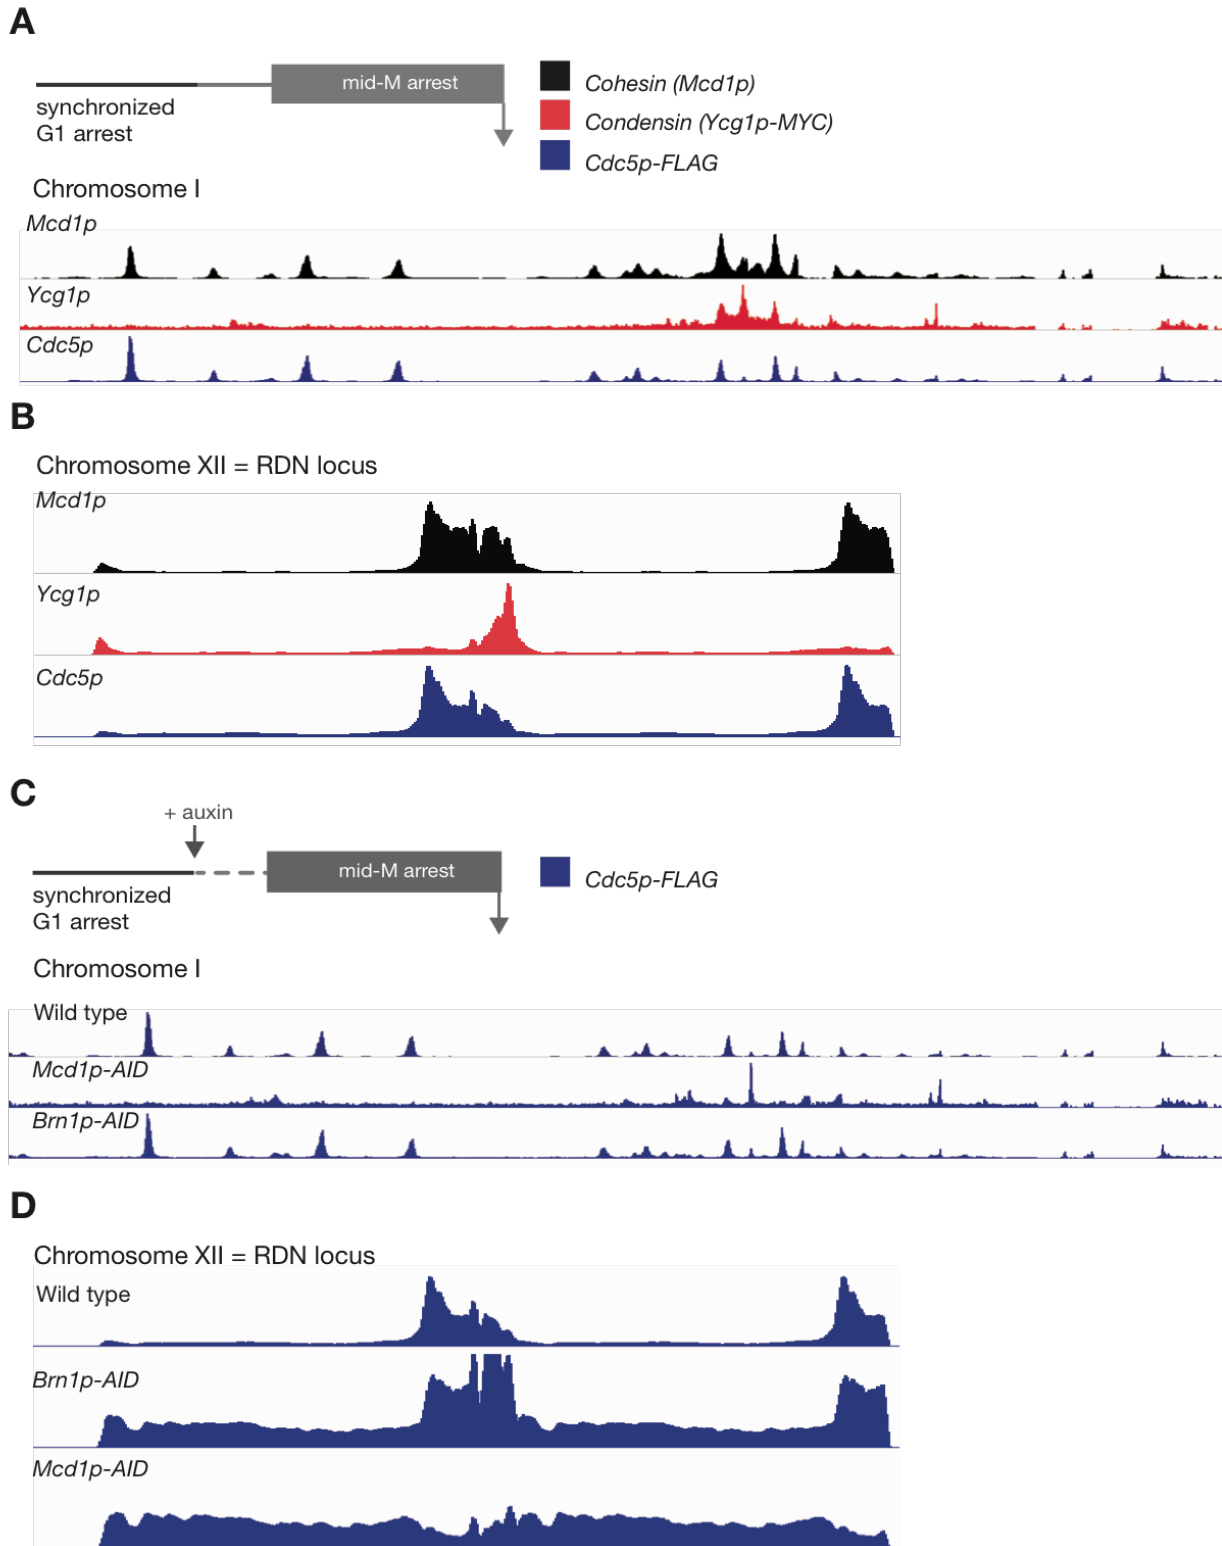 A
mid-M arrest
synchronized
G1 arrest
Cohesin (Mcd1p)
Condensin (Ycg1p-MYC)
Cdc5p-FLAG
Chromosome I
Mcd1p
Ycg1p
Cdc5p
B
Chromosome XII = RDN locus
Mcd1p
Ycg1p
Cdc5p
C
+ auxin
mid-M arrest
synchronized
G1 arrest
Cdc5p-FLAG
Chromosome I
Wild type
Mcd1p-AID
Brn1p-AID
D
Chromosome XII = RDN locus
Wild type
Brn1p-AID
Mcd1p-AID